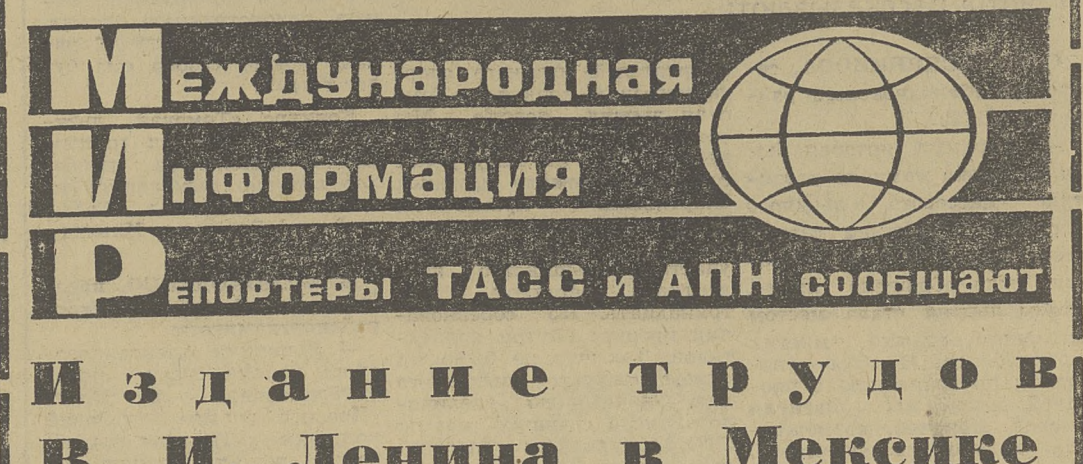 Международная
Информация
Репортеры ТАСС и АПН сообщают
Издание трудов
В. И. Ленина в Мексике